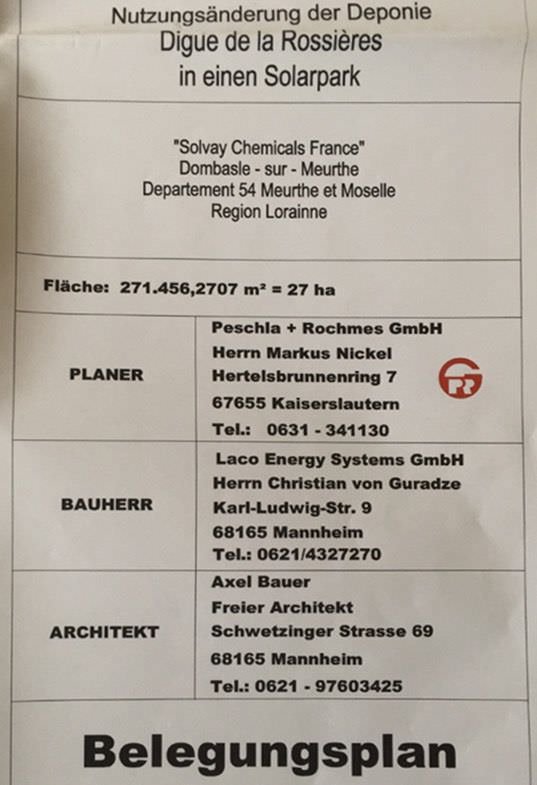 Nutzungsänderung der Deponie
Digue de la Rossières
in einen Solarpark
"Solvay Chemicals France"
Dombasle - sur - Meurthe
Departement 54 Meurthe et Moselle
Region Lorainne
Fläche: 271.456,2707 m² = 27 ha
PLANER
Peschla + Rochmes GmbH
Herrn Markus Nickel
Hertelsbrunnenring 7
67655 Kaiserslautern
Tel.: 0631 - 341130
BAUHERR
Laco Energy Systems GmbH
Herrn Christian von Guradze
Karl-Ludwig-Str. 9
68165 Mannheim
Tel.: 0621/4327270
ARCHITEKT
Axel Bauer
Freier Architekt
Schwetzinger Strasse 69
68165 Mannheim
Tel.: 0621 - 97603425
Belegungsplan